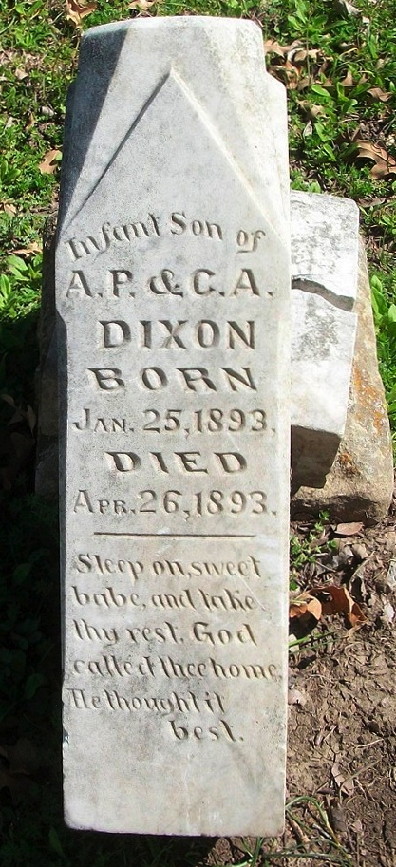 Infant Son of
A.P. & C.A.
DIXON
BORN
JAN. 25, 1893.
DIED
APR. 26, 1893.
Sleep on, sweet
babe, and take
thy rest. God
called thee home,
He thought it
best.